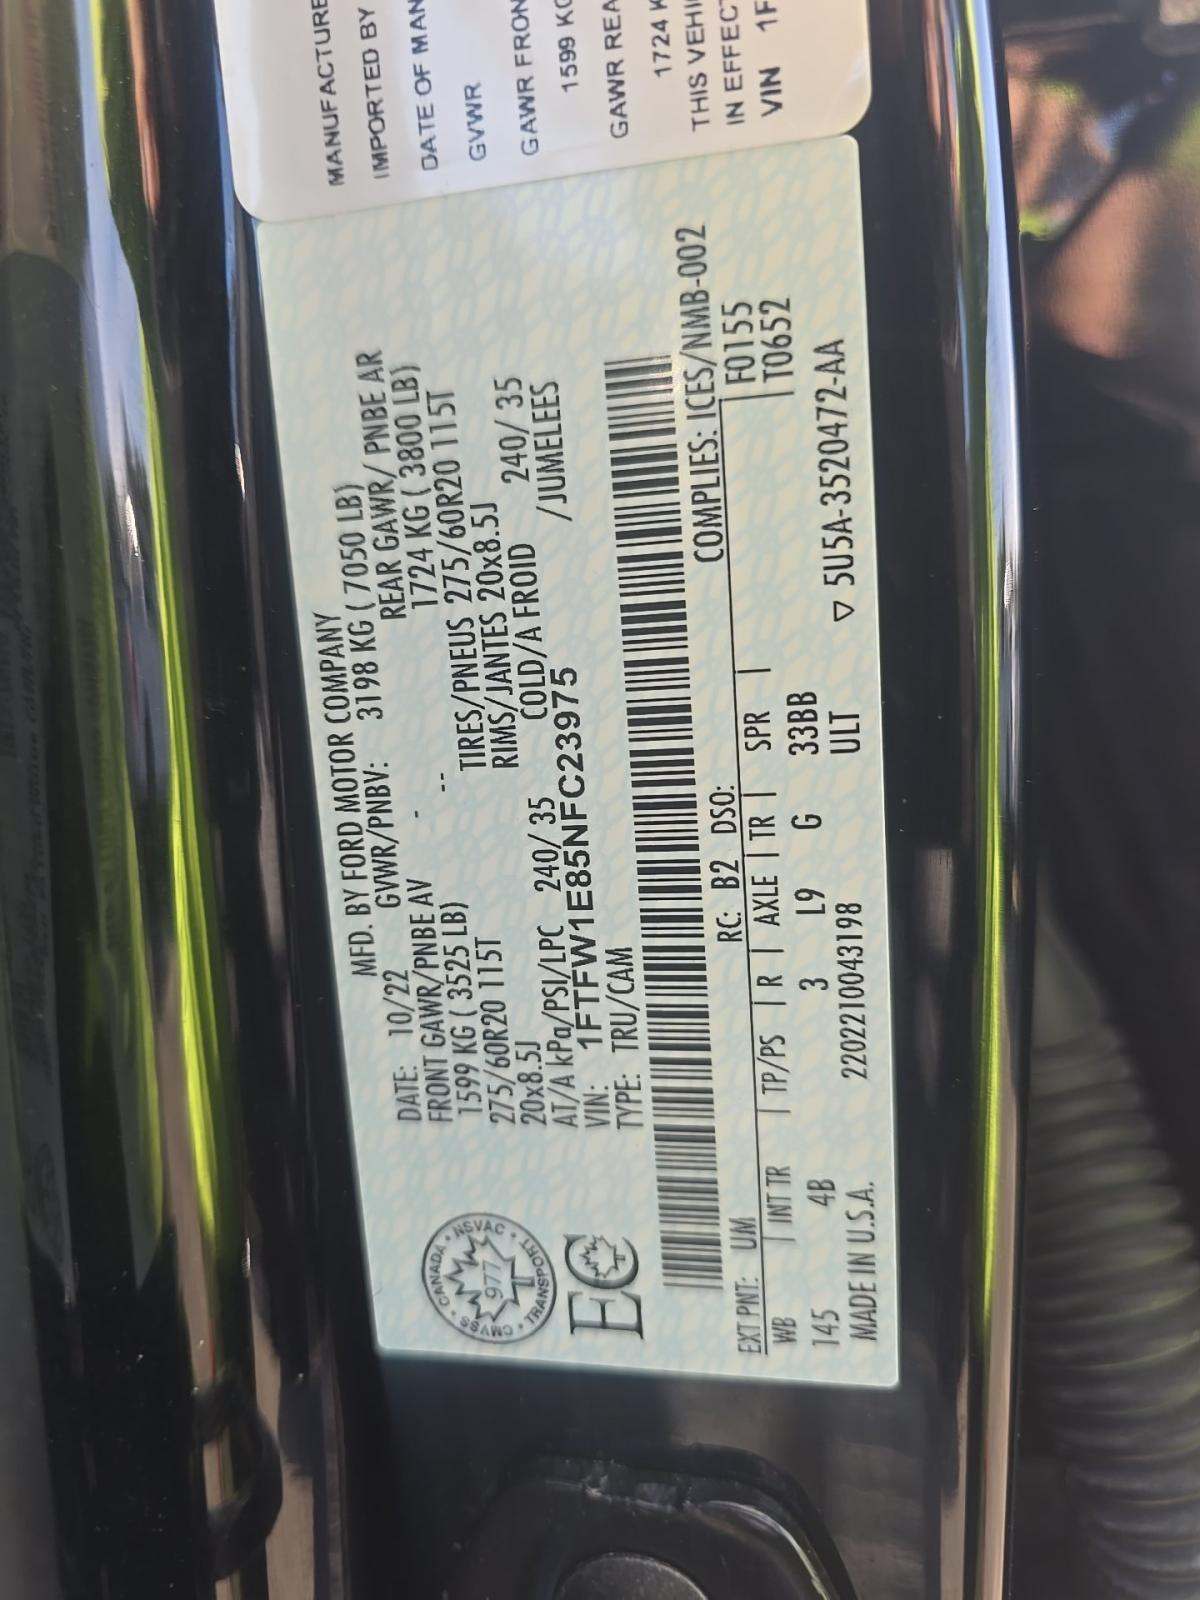 MFD. BY FORD MOTOR COMPANY
DATE: 10/22 GVWR/PNBV: 3198 KG ( 7050 LB)
FRONT GAWR/PNBE AV - REAR GAWR/ PNBE AR
1599 KG ( 3525 LB) -- 1724 KG ( 3800 LB)
275/60R20 115T TIRES/PNEUS 275/60R20 115T
20x8.5J RIMS/JANTES 20x8.5J
AT/A kPa/PSI/LPC 240/ 35 COLD/A FROID 240/ 35
VIN: 1FTFW1E85NFC23975 /JUMELEES
TYPE: TRU/CAM
CANADA • NSVAC • TRANSPORT • CMVSS •
977
T
EC
COMPLIES: ICES/NMB-002
RC: B2 DSO:
EXT PNT: UM F0155
WB | INT TR | TP/PS | R | AXLE | TR | SPR | T0652
145 4B 3 L9 G 33BB
MADE IN U.S.A. 2202210043198 ULT ▽ 5U5A-3520472-AA
MANUFACTURE
IMPORTED BY
DATE OF MAN
GVWR
GAWR FRON
1599 KG
GAWR REA
1724 K
THIS VEHI
IN EFFECT
VIN 1F